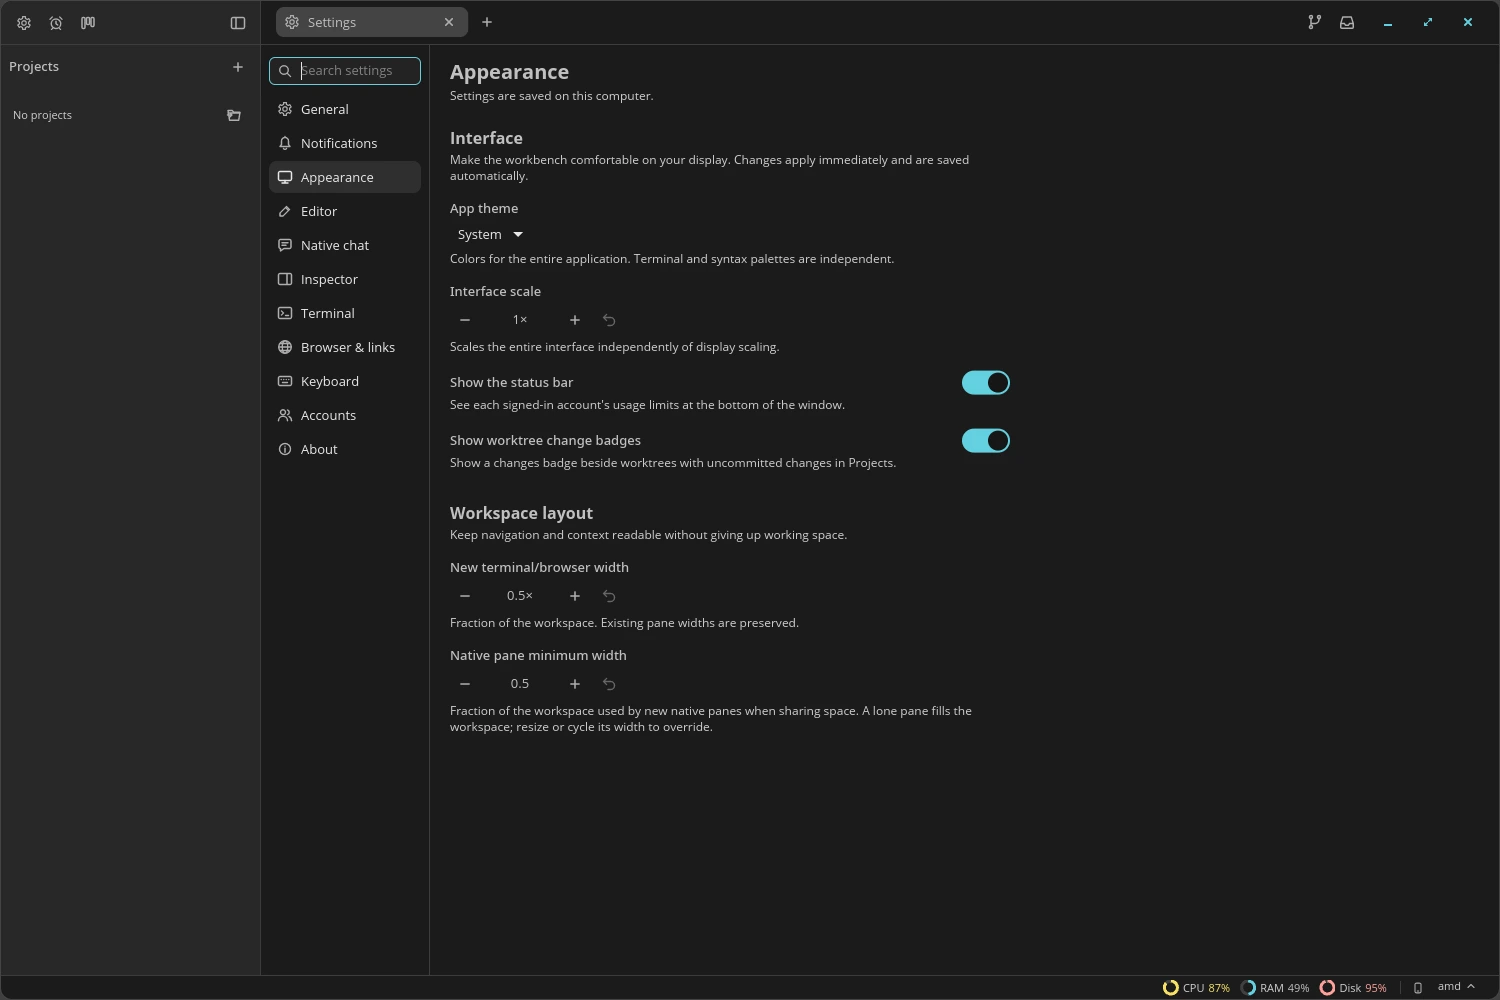 Settings
Projects
No projects
Search settings
General
Notifications
Appearance
Editor
Native chat
Inspector
Terminal
Browser & links
Keyboard
Accounts
About
Appearance
Settings are saved on this computer.
Interface
Make the workbench comfortable on your display. Changes apply immediately and are saved
automatically.
App theme
System
Colors for the entire application. Terminal and syntax palettes are independent.
Interface scale
1×
Scales the entire interface independently of display scaling.
Show the status bar
See each signed-in account's usage limits at the bottom of the window.
Show worktree change badges
Show a changes badge beside worktrees with uncommitted changes in Projects.
Workspace layout
Keep navigation and context readable without giving up working space.
New terminal/browser width
0.5×
Fraction of the workspace. Existing pane widths are preserved.
Native pane minimum width
0.5
Fraction of the workspace used by new native panes when sharing space. A lone pane fills the
workspace; resize or cycle its width to override.
CPU 87% RAM 49% Disk 95% amd